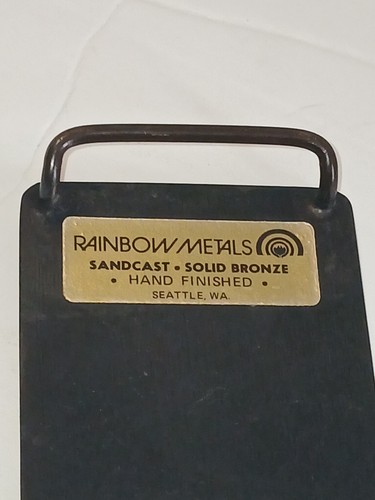 RAINBOW METALS
SANDCAST • SOLID BRONZE
• HAND FINISHED •
SEATTLE, WA.